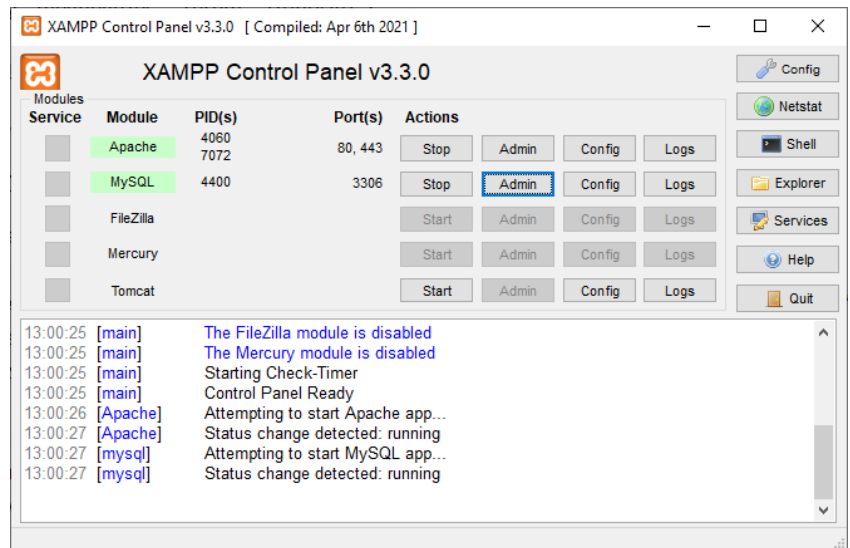 XAMPP Control Panel v3.3.0 [ Compiled: Apr 6th 2021 ]
XAMPP Control Panel v3.3.0
Config
Modules
Service Module PID(s) Port(s) Actions
Netstat
Apache 4060 7072 80, 443 Stop Admin Config Logs
Shell
MySQL 4400 3306 Stop Admin Config Logs
Explorer
FileZilla Start Admin Config Logs
Services
Mercury Start Admin Config Logs
Help
Tomcat Start Admin Config Logs
Quit
13:00:25 [main] The FileZilla module is disabled
13:00:25 [main] The Mercury module is disabled
13:00:25 [main] Starting Check-Timer
13:00:25 [main] Control Panel Ready
13:00:26 [Apache] Attempting to start Apache app...
13:00:27 [Apache] Status change detected: running
13:00:27 [mysql] Attempting to start MySQL app...
13:00:27 [mysql] Status change detected: running